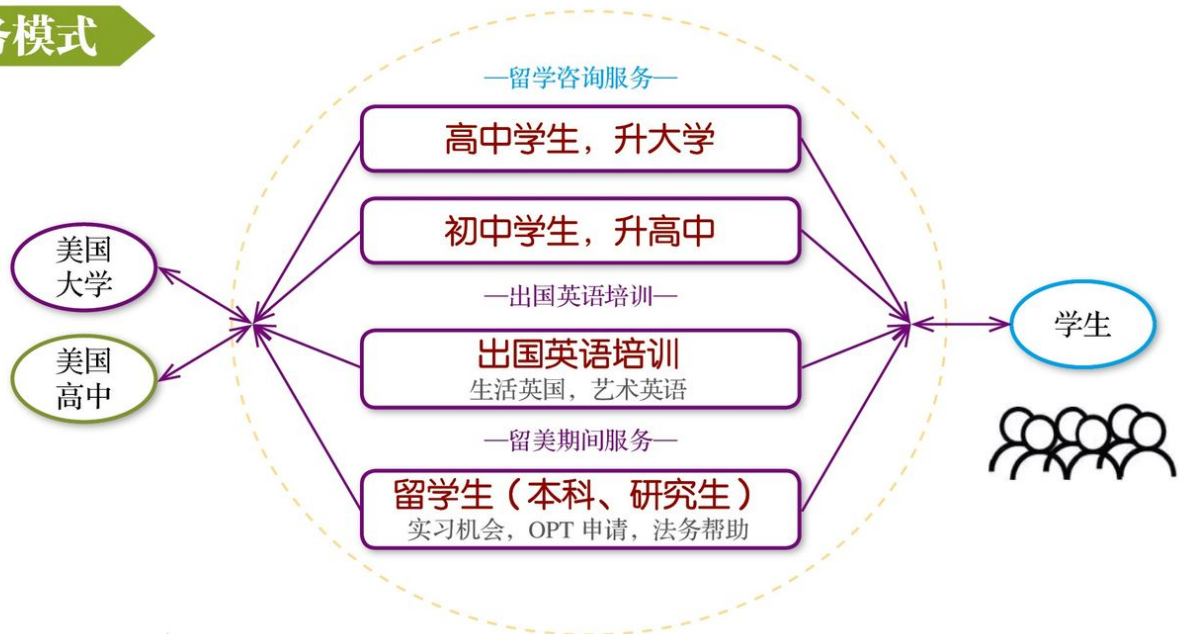 务模式
—留学咨询服务—
高中学生，升大学
初中学生，升高中
—出国英语培训—
出国英语培训
生活英国，艺术英语
—留美期间服务—
留学生（本科、研究生）
实习机会，OPT 申请，法务帮助
美国
大学
美国
高中
学生